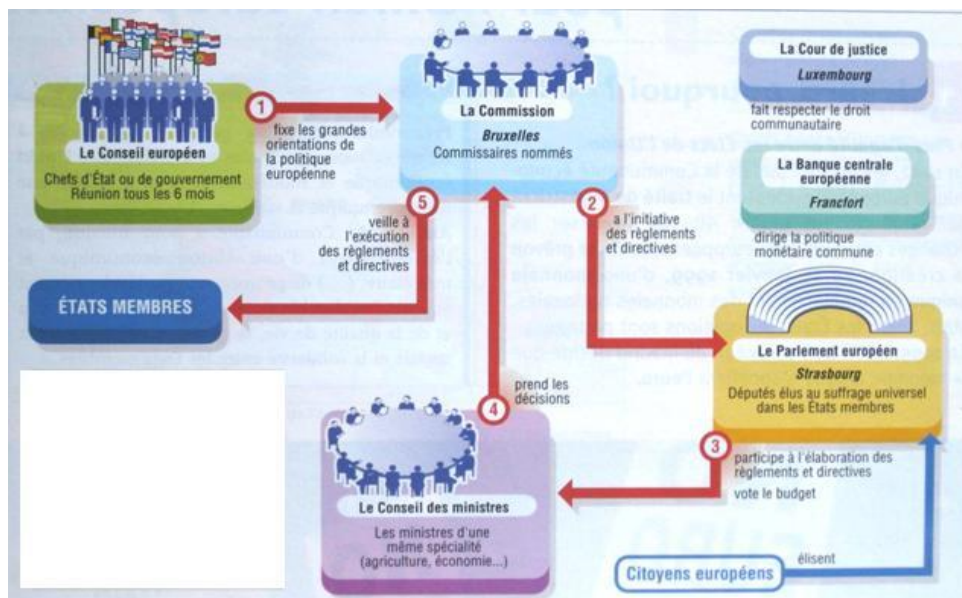 Le Conseil européen
Chefs d'État ou de gouvernement
Réunion tous les 6 mois
1
fixe les grandes
orientations de
la politique
européenne
La Commission
Bruxelles
Commissaires nommés
La Cour de justice
Luxembourg
fait respecter le droit
communautaire
La Banque centrale
européenne
Francfort
dirige la politique
monétaire commune
5
veille à
l'exécution des
règlements
et directives
2
a l'initiative
des règlements
et directives
ÉTATS MEMBRES
Le Parlement européen
Strasbourg
Députés élus au suffrage universel
dans les États membres
4
prend les
décisions
3
participe à l'élaboration des
règlements et directives
vote le budget
Le Conseil des ministres
Les ministres d'une
même spécialité
(agriculture, économie...)
Citoyens européens
élisent